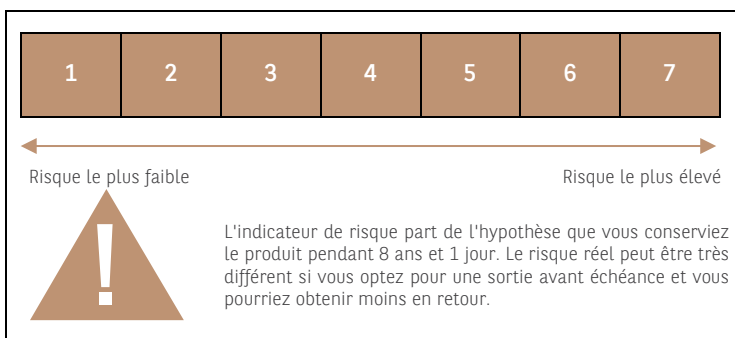 1 2 3 4 5 6 7
Risque le plus faible Risque le plus élevé
!
L'indicateur de risque part de l'hypothèse que vous conserviez
le produit pendant 8 ans et 1 jour. Le risque réel peut être très
différent si vous optez pour une sortie avant échéance et vous
pourriez obtenir moins en retour.